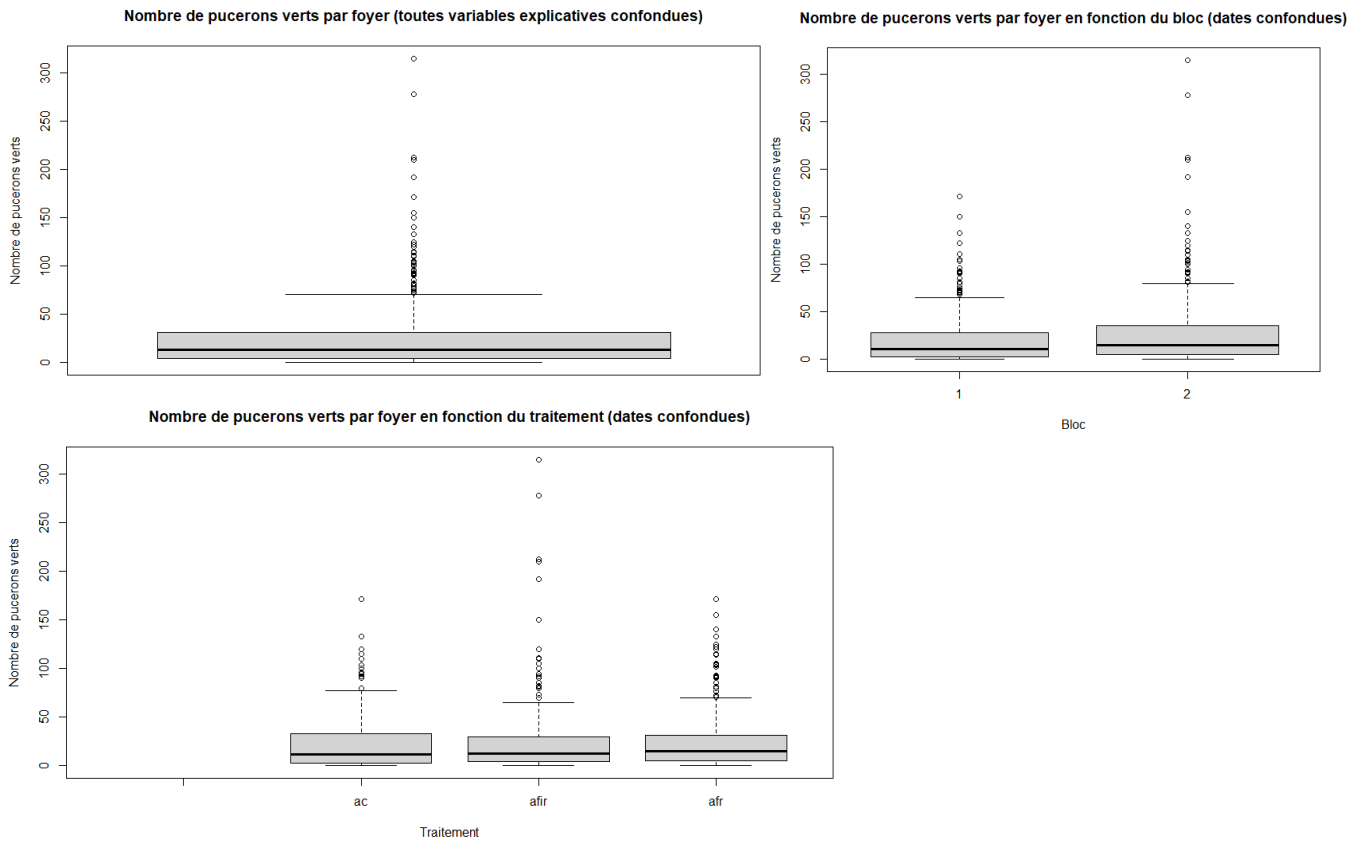 Nombre de pucerons verts par foyer (toutes variables explicatives confondues)
Nombre de pucerons verts
300
250
200
150
100
50
0
Nombre de pucerons verts par foyer en fonction du bloc (dates confondues)
Nombre de pucerons verts
300
250
200
150
100
50
0
1 2
Bloc
Nombre de pucerons verts par foyer en fonction du traitement (dates confondues)
Nombre de pucerons verts
300
250
200
150
100
50
0
ac afir afr
Traitement